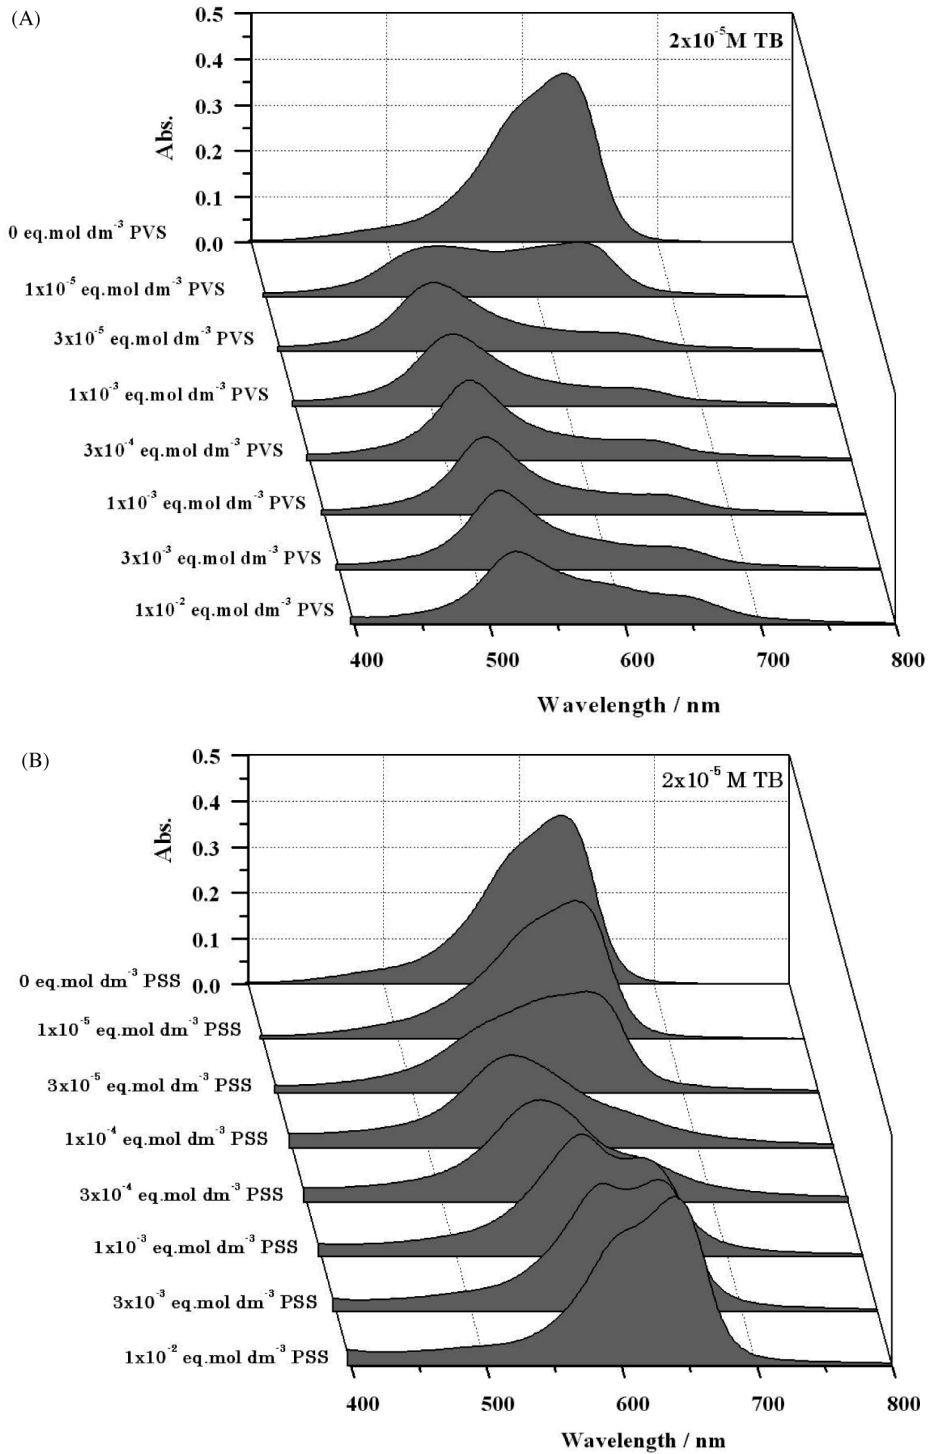 (A)
0.5
2x10⁻⁵M TB
0.4
0.3
Abs.
0.2
0.1
0 eq.mol dm⁻³ PVS
0.0
1x10⁻⁵ eq.mol dm⁻³ PVS
3x10⁻⁵ eq.mol dm⁻³ PVS
1x10⁻³ eq.mol dm⁻³ PVS
3x10⁻⁴ eq.mol dm⁻³ PVS
1x10⁻³ eq.mol dm⁻³ PVS
3x10⁻³ eq.mol dm⁻³ PVS
1x10⁻² eq.mol dm⁻³ PVS
400 500 600 700 800
Wavelength / nm
(B)
0.5
2x10⁻⁵ M TB
0.4
0.3
Abs.
0.2
0.1
0 eq.mol dm⁻³ PSS
0.0
1x10⁻⁵ eq.mol dm⁻³ PSS
3x10⁻⁵ eq.mol dm⁻³ PSS
1x10⁻⁴ eq.mol dm⁻³ PSS
3x10⁻⁴ eq.mol dm⁻³ PSS
1x10⁻³ eq.mol dm⁻³ PSS
3x10⁻³ eq.mol dm⁻³ PSS
1x10⁻² eq.mol dm⁻³ PSS
400 500 600 700 800
Wavelength / nm